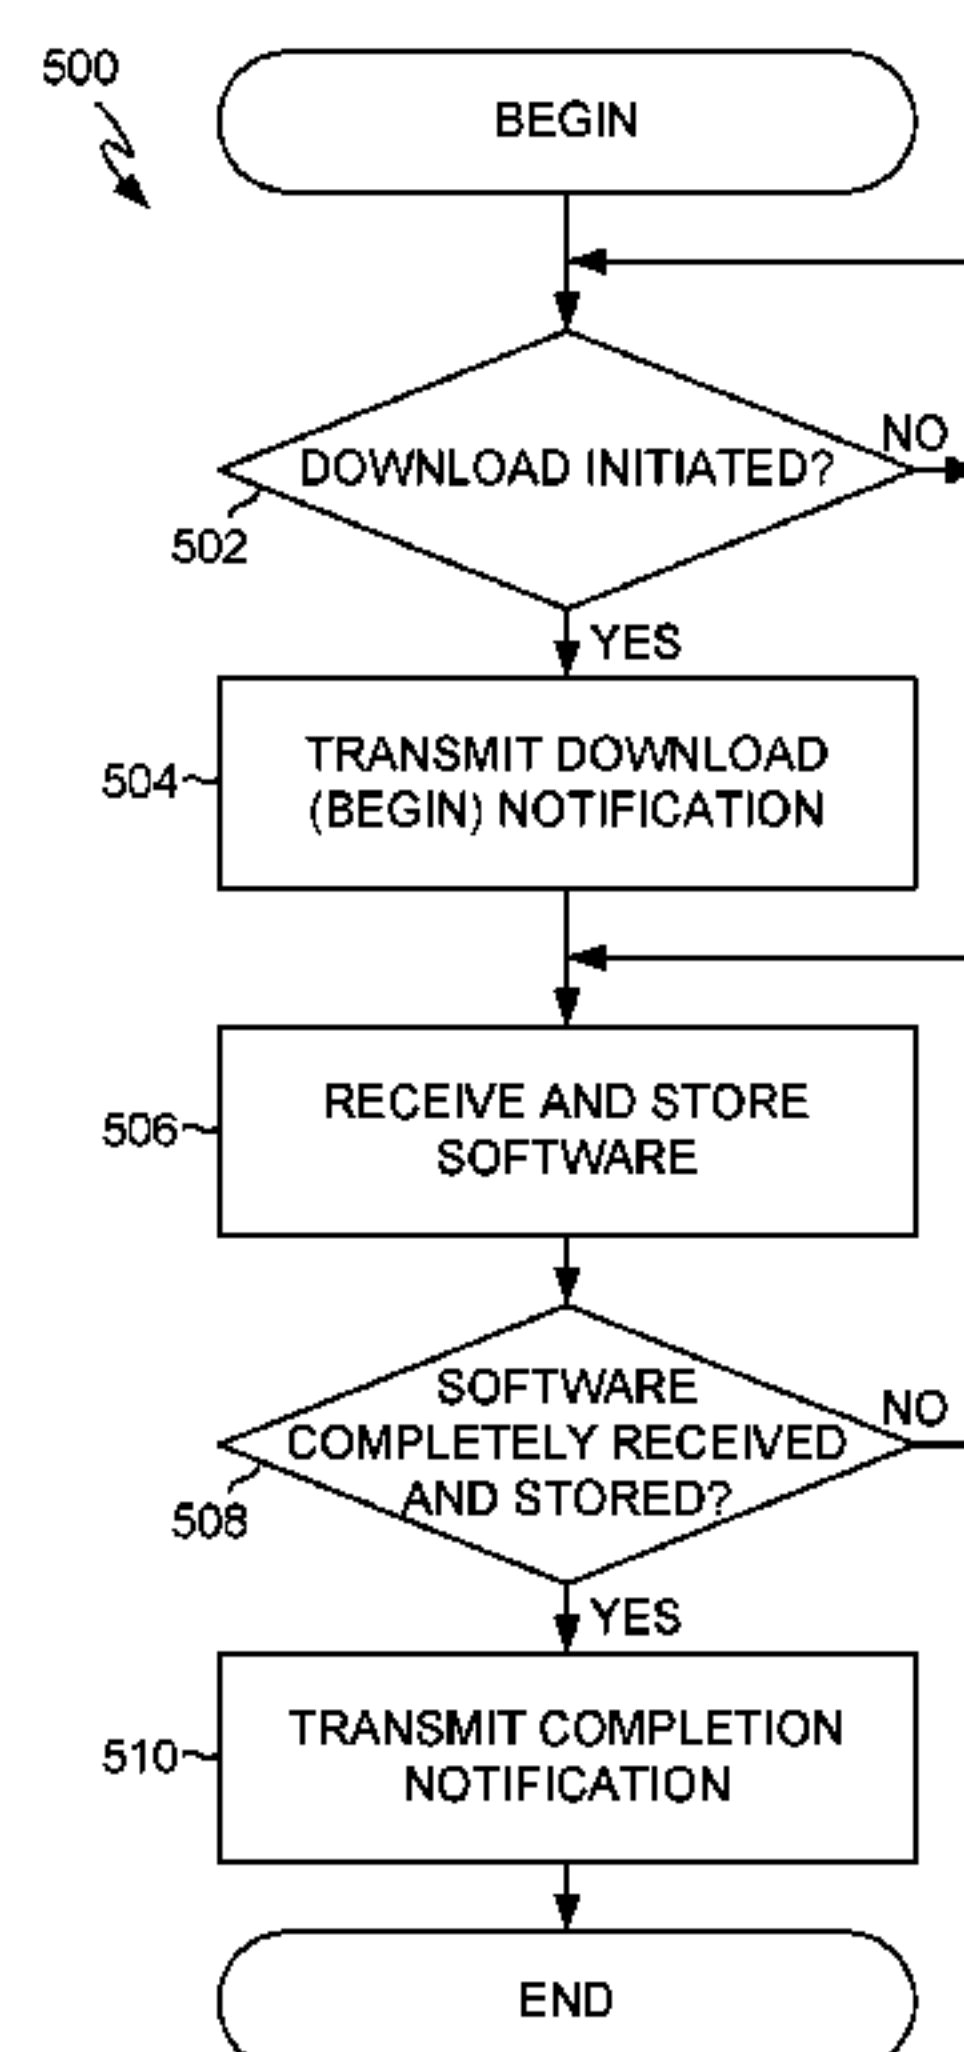 500
BEGIN
DOWNLOAD INITIATED?
NO
502
YES
504
TRANSMIT DOWNLOAD
(BEGIN) NOTIFICATION
506
RECEIVE AND STORE
SOFTWARE
SOFTWARE
COMPLETELY RECEIVED
AND STORED?
NO
508
YES
510
TRANSMIT COMPLETION
NOTIFICATION
END